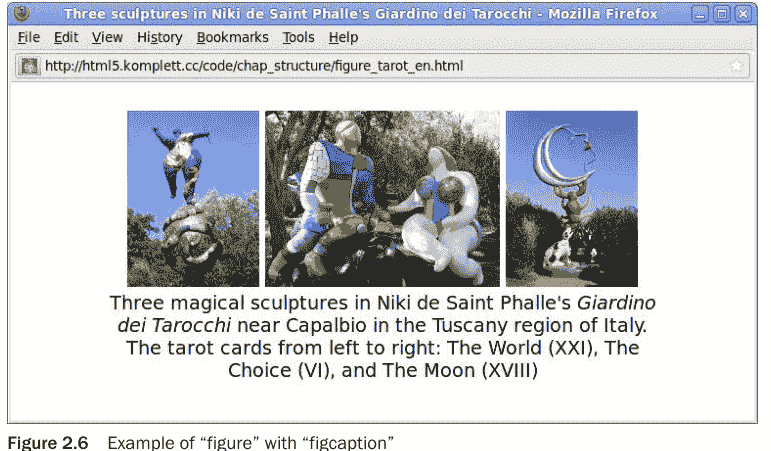 Three sculptures in Niki de Saint Phalle's Giardino dei Tarocchi - Mozilla Firefox
File Edit View History Bookmarks Tools Help
http://html5.komplett.cc/code/chap_structure/figure_tarot_en.html
Three magical sculptures in Niki de Saint Phalle's Giardino
dei Tarocchi near Capalbio in the Tuscany region of Italy.
The tarot cards from left to right: The World (XXI), The
Choice (VI), and The Moon (XVIII)
Figure 2.6 Example of “figure” with “figcaption”